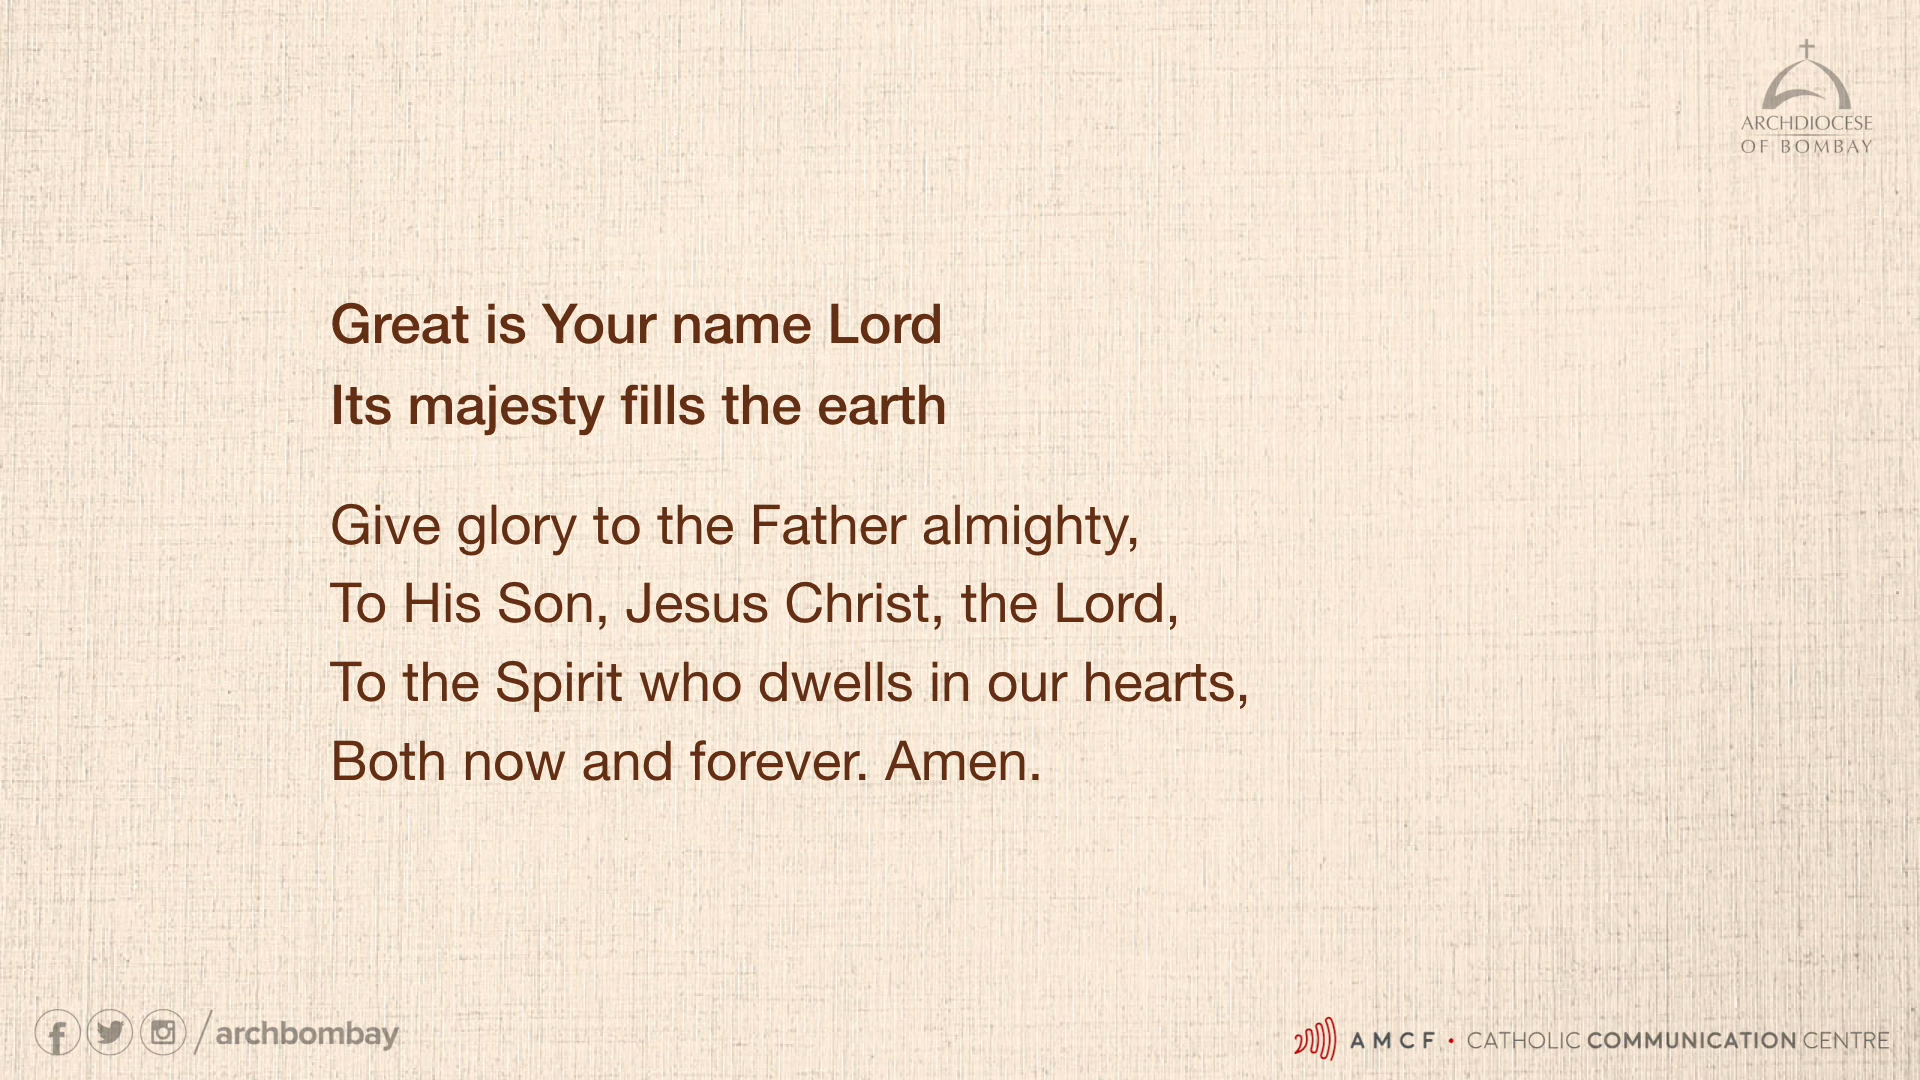 ARCHDIOCESE
OF BOMBAY
Great is Your name Lord
Its majesty fills the earth
Give glory to the Father almighty,
To His Son, Jesus Christ, the Lord,
To the Spirit who dwells in our hearts,
Both now and forever. Amen.
/archbombay
AMCF • CATHOLIC COMMUNICATION CENTRE